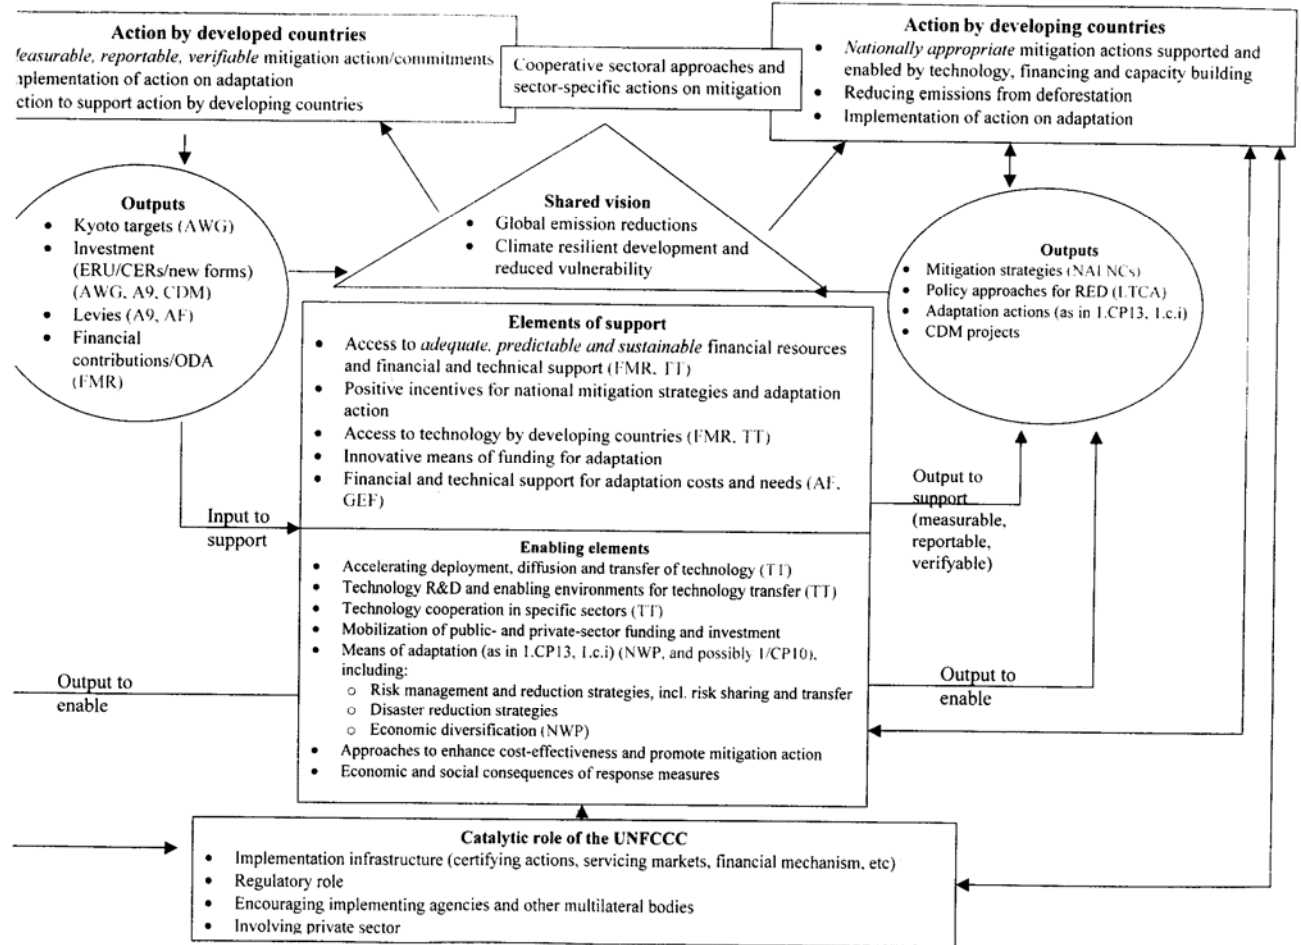 Action by developed countries
easurable, reportable, verifiable mitigation action/commitments
nplementation of action on adaptation
ction to support action by developing countries
Cooperative sectoral approaches and
sector-specific actions on mitigation
Action by developing countries
• Nationally appropriate mitigation actions supported and
enabled by technology, financing and capacity building
• Reducing emissions from deforestation
• Implementation of action on adaptation
Outputs
• Kyoto targets (AWG)
• Investment
(ERU/CERs/new forms)
(AWG, A9, CDM)
• Levies (A9, AF)
• Financial
contributions/ODA
(FMR)
Shared vision
• Global emission reductions
• Climate resilient development and
reduced vulnerability
Outputs
• Mitigation strategies (NAI NCs)
• Policy approaches for RED (LTCA)
• Adaptation actions (as in 1.CP13, 1.c.i)
• CDM projects
Elements of support
• Access to adequate, predictable and sustainable financial resources
and financial and technical support (FMR, TT)
• Positive incentives for national mitigation strategies and adaptation
action
• Access to technology by developing countries (FMR, TT)
• Innovative means of funding for adaptation
• Financial and technical support for adaptation costs and needs (AF,
GEF)
Input to
support
Output to
support
(measurable,
reportable,
verifyable)
Enabling elements
• Accelerating deployment, diffusion and transfer of technology (TT)
• Technology R&D and enabling environments for technology transfer (TT)
• Technology cooperation in specific sectors (TT)
• Mobilization of public- and private-sector funding and investment
• Means of adaptation (as in 1.CP13, 1.c.i) (NWP, and possibly 1/CP10),
including:
o Risk management and reduction strategies, incl. risk sharing and transfer
o Disaster reduction strategies
o Economic diversification (NWP)
• Approaches to enhance cost-effectiveness and promote mitigation action
• Economic and social consequences of response measures
Output to
enable
Output to
enable
Catalytic role of the UNFCCC
• Implementation infrastructure (certifying actions, servicing markets, financial mechanism, etc)
• Regulatory role
• Encouraging implementing agencies and other multilateral bodies
• Involving private sector